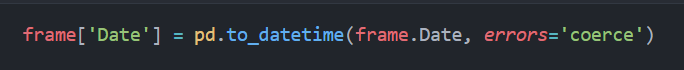 frame['Date'] = pd.to_datetime(frame.Date, errors='coerce')